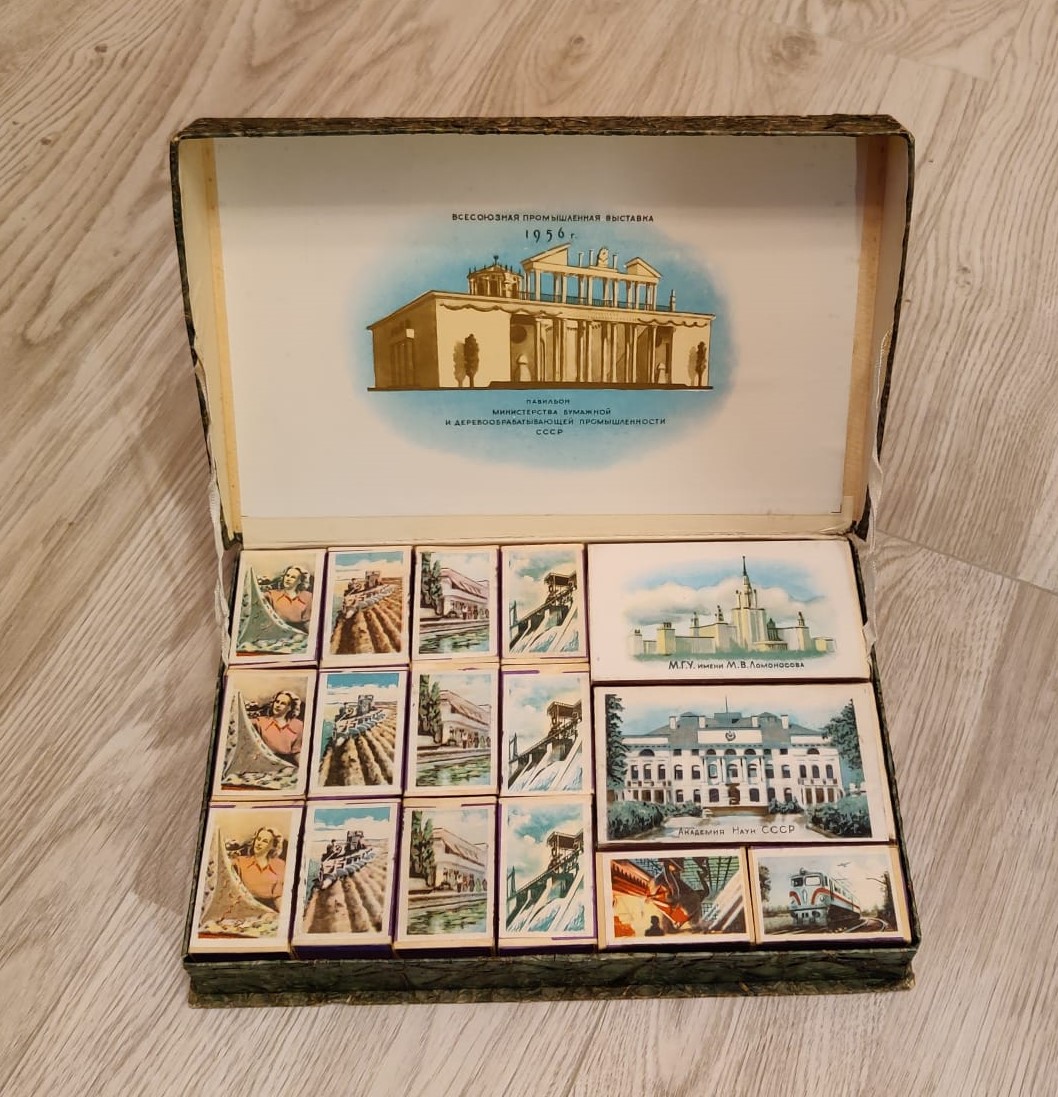 ВСЕСОЮЗНАЯ ПРОМЫШЛЕННАЯ ВЫСТАВКА
1956 г.
ПАВИЛЬОН
МИНИСТЕРСТВА БУМАЖНОЙ
И ДЕРЕВООБРАБАТЫВАЮЩЕЙ ПРОМЫШЛЕННОСТИ
СССР
М.Г.У. ИМЕНИ М.В.ЛОМОНОСОВА
АКАДЕМИЯ НАУК СССР